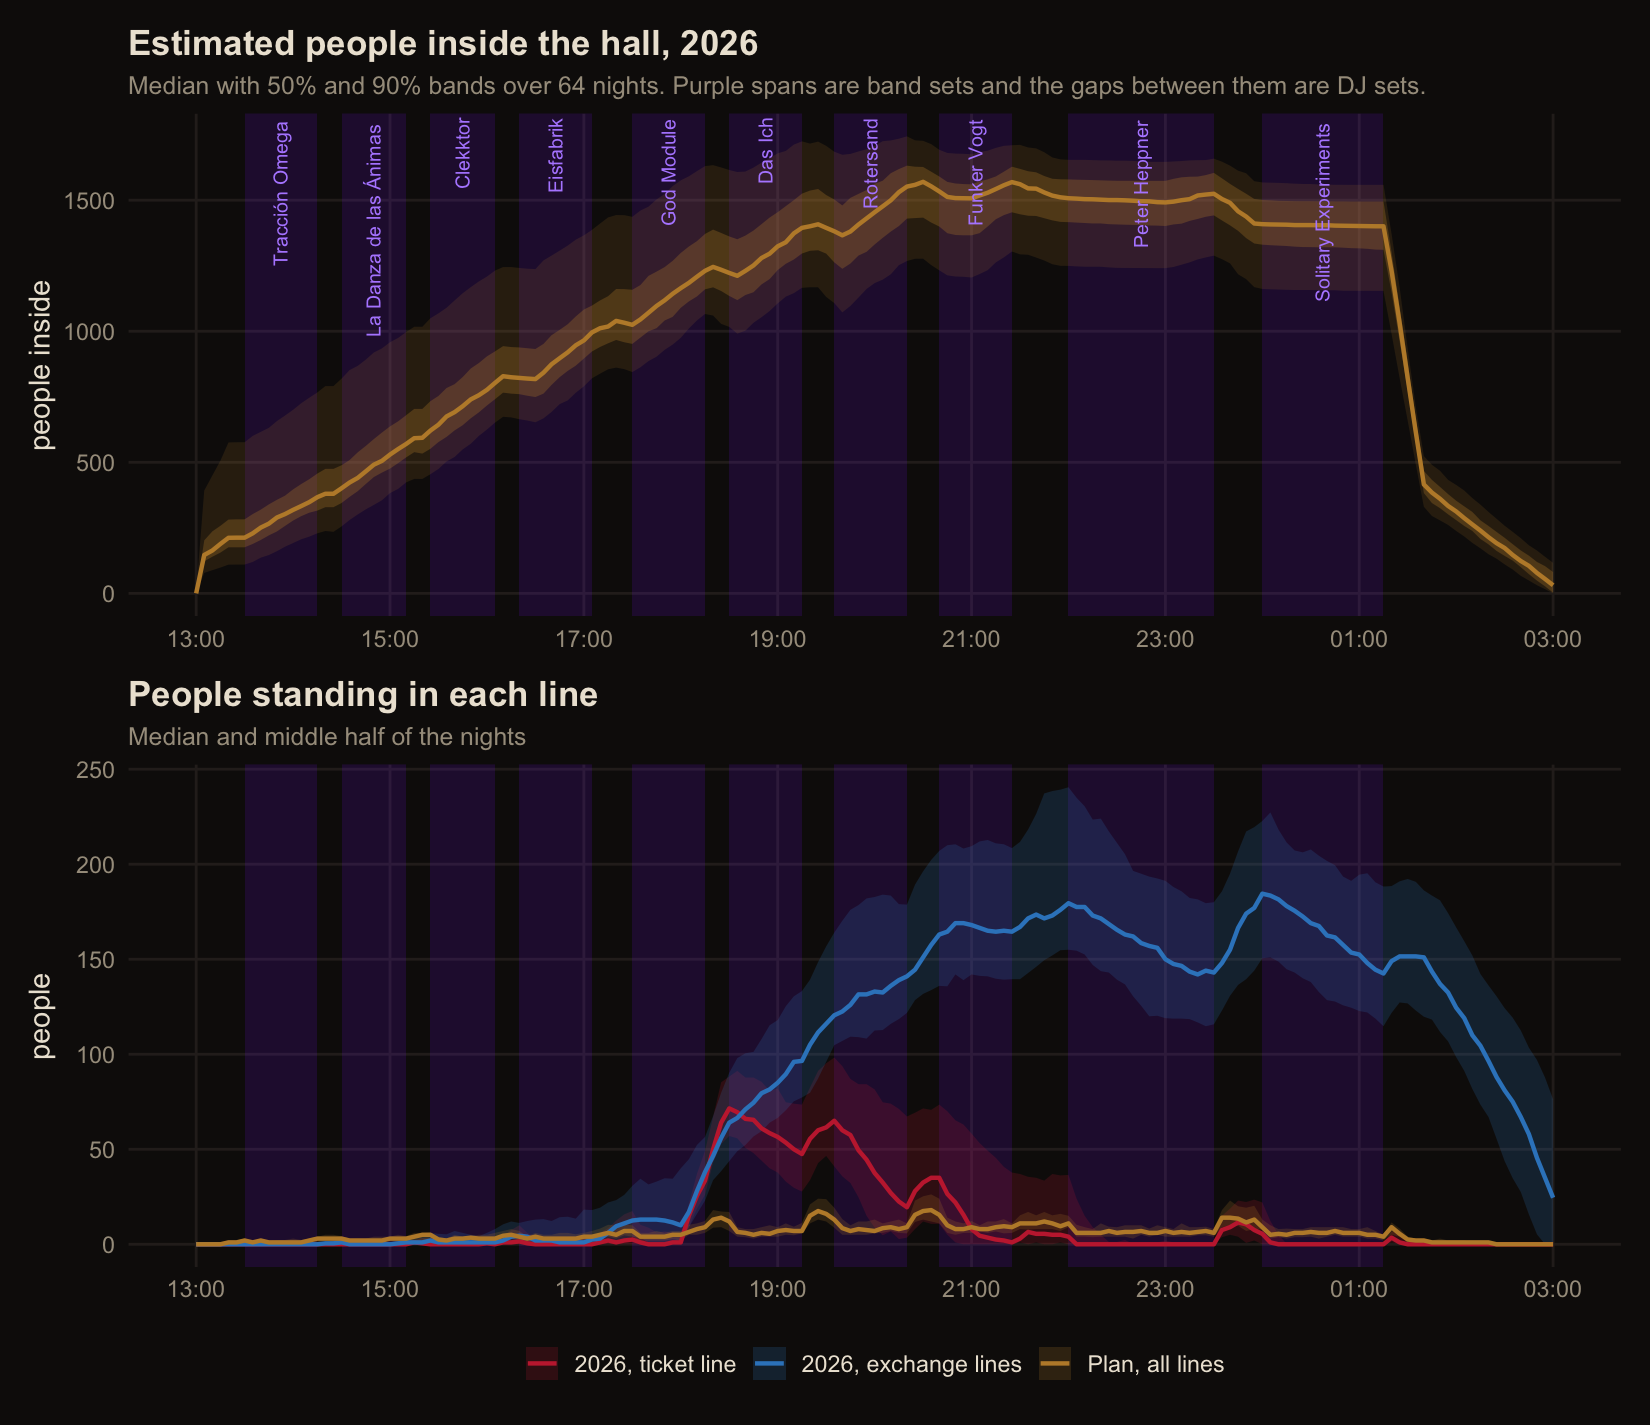 Estimated people inside the hall, 2026
Median with 50% and 90% bands over 64 nights. Purple spans are band sets and the gaps between them are DJ sets.
people inside
1500
1000
500
0
Tracción Omega
La Danza de las Ánimas
Clekktor
Eisfabrik
God Module
Das Ich
Rotersand
Funker Vogt
Peter Heppner
Solitary Experiments
13:00 15:00 17:00 19:00 21:00 23:00 01:00 03:00
People standing in each line
Median and middle half of the nights
people
250
200
150
100
50
0
13:00 15:00 17:00 19:00 21:00 23:00 01:00 03:00
2026, ticket line 2026, exchange lines Plan, all lines